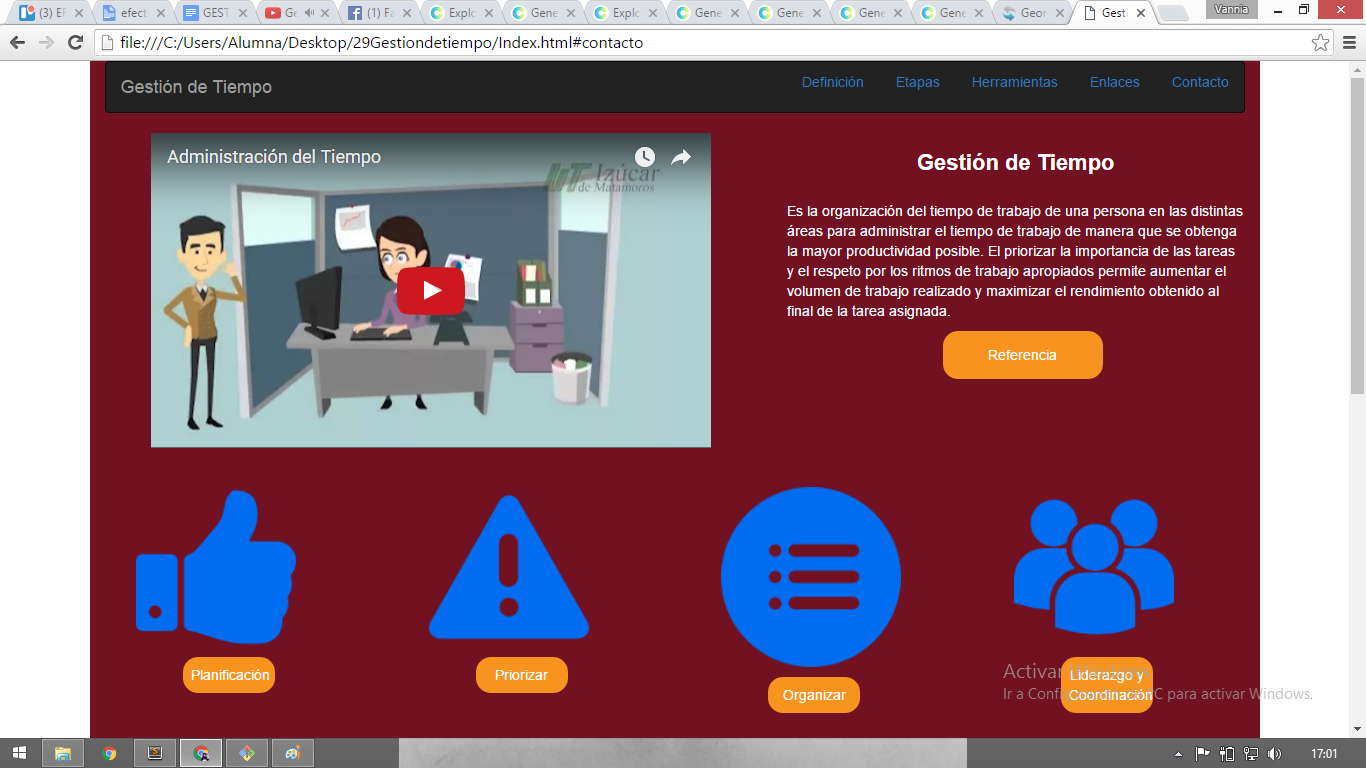 (3) Ef
efect
GEST
Ge
(1) Fa
Explo
Gene
Explo
Gene
Gene
Gene
Gene
Geor
Gesti
Vannia
file:///C:/Users/Alumna/Desktop/29Gestiondetiempo/Index.html#contacto
Gestión de Tiempo
Definición
Etapas
Herramientas
Enlaces
Contacto
Administración del Tiempo
UT Izúcar
de Matamoros
Gestión de Tiempo
Es la organización del tiempo de trabajo de una persona en las distintas
áreas para administrar el tiempo de trabajo de manera que se obtenga
la mayor productividad posible. El priorizar la importancia de las tareas
y el respeto por los ritmos de trabajo apropiados permite aumentar el
volumen de trabajo realizado y maximizar el rendimiento obtenido al
final de la tarea asignada.
Referencia
Planificación
Priorizar
Organizar
Liderazgo y
Coordinación
Activar Windows
Ir a Configuración de PC para activar Windows.
17:01